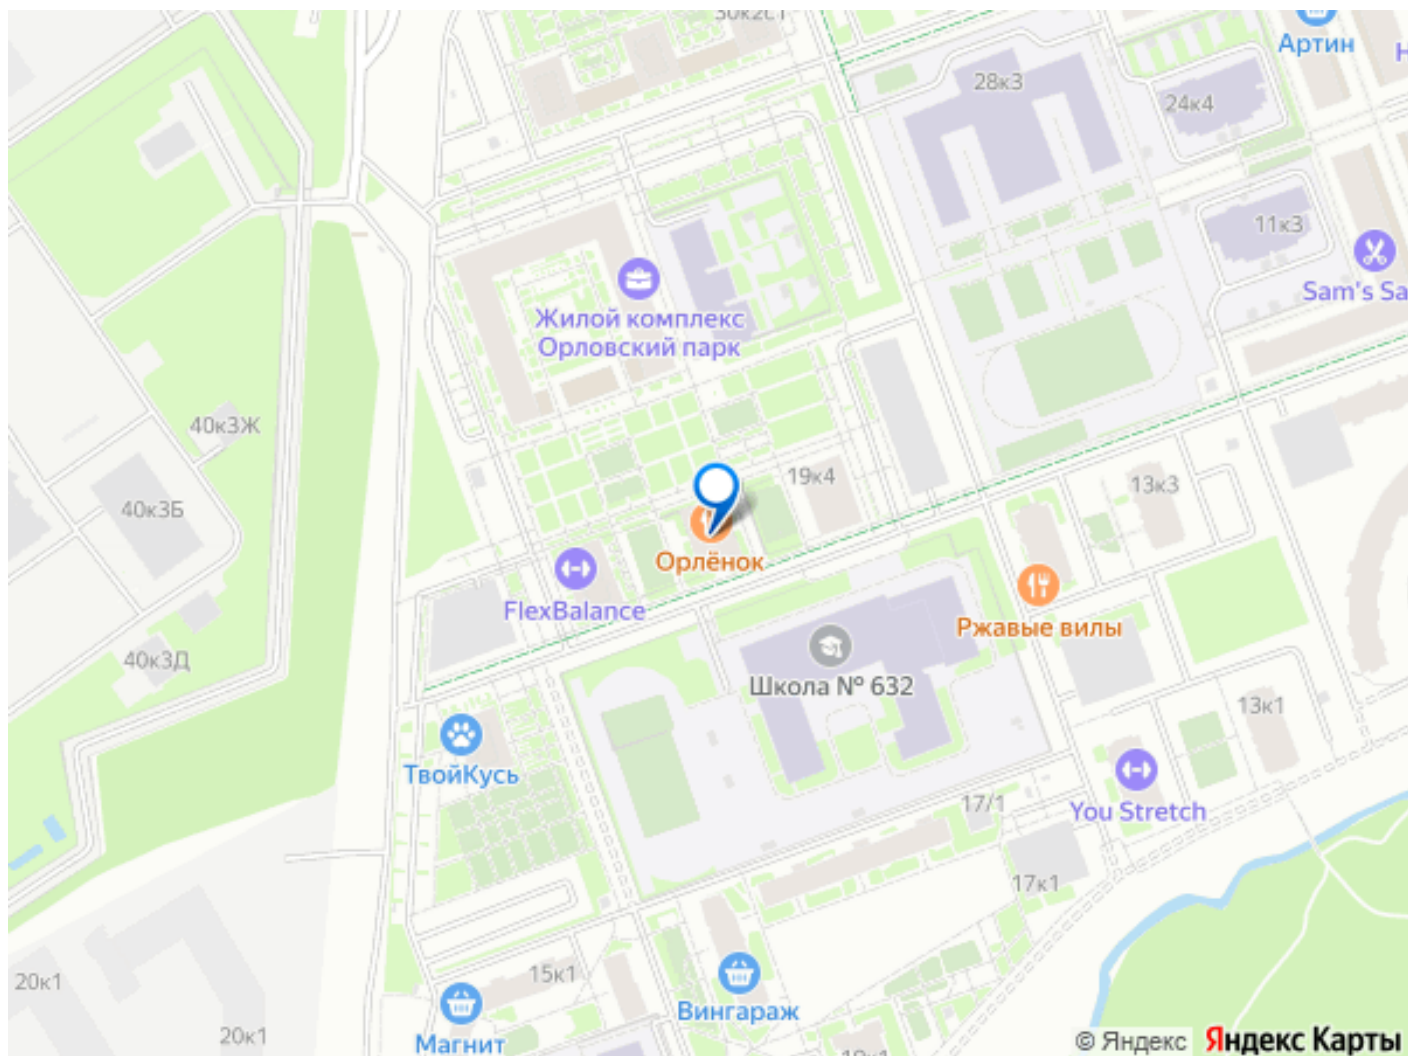 30к2с1
Артин
28к3
24к4
11к3
Sam's Sa
Жилой комплекс
Орловский парк
40к3Ж
19к4
13к3
40к3Б
Орлёнок
FlexBalance
Ржавые вилы
40к3Д
Школа № 632
13к1
ТвойКусь
17/1
You Stretch
17к1
15к1
20к1
Вингараж
20к1
Магнит
© Яндекс Яндекс Карты